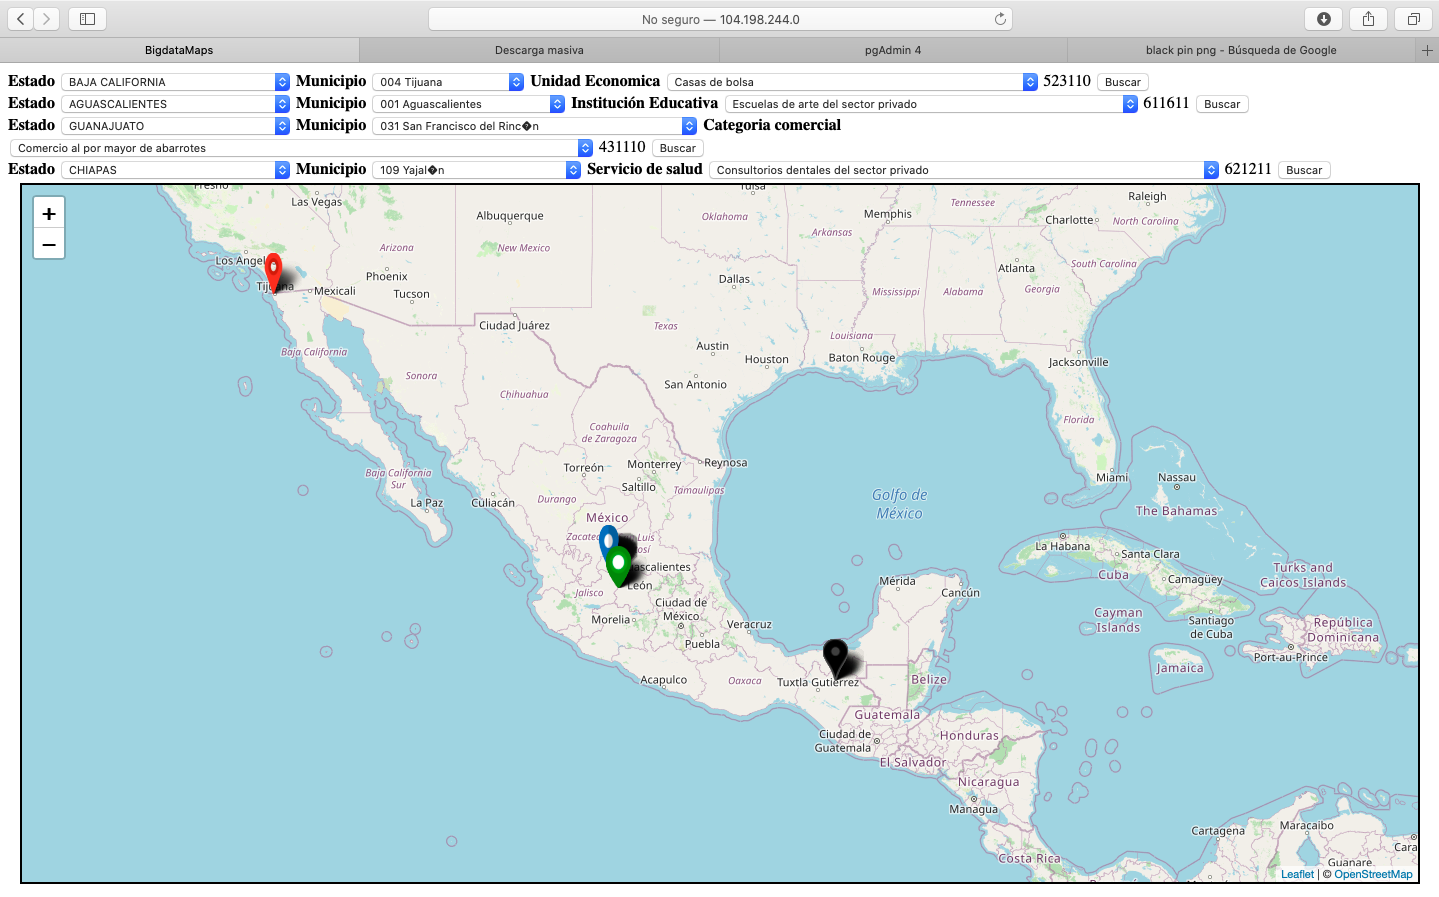 No seguro — 104.198.244.0
BigdataMaps
Descarga masiva
pgAdmin 4
black pin png - Búsqueda de Google
Estado BAJA CALIFORNIA Municipio 004 Tijuana Unidad Economica Casas de bolsa 523110 Buscar
Estado AGUASCALIENTES Municipio 001 Aguascalientes Institución Educativa Escuelas de arte del sector privado 611611 Buscar
Estado GUANAJUATO Municipio 031 San Francisco del Rinc�n Categoria comercial
Comercio al por mayor de abarrotes 431110 Buscar
Estado CHIAPAS Municipio 109 Yajal�n Servicio de salud Consultorios dentales del sector privado 621211 Buscar
+
−
Fresno
Las Vegas
Albuquerque
Tulsa
Oklahoma
Memphis
Tennessee
Raleigh
Charlotte
North Carolina
Arkansas
Arizona
New Mexico
Los Angel
Phoenix
Atlanta
South Carolina
Tijuana
Mexicali
Tucson
Dallas
Mississippi
Alabama
Georgia
Ciudad Juárez
Texas
Louisiana
Austin
Houston
Baton Rouge
Jacksonville
Baja California
Sonora
San Antonio
Chihuahua
Florida
Coahuila
de Zaragoza
Torreón
Monterrey
Reynosa
Baja California
Sur
Saltillo
Tamaulipas
Miami
Nassau
La Paz
Culiacán
Durango
Golfo de
México
The Bahamas
México
Zacatec
Luis
osí
La Habana
Santa Clara
Cuba
Camagüey
Turks and
Caicos Islands
ascalientes
León
Jalisco
Mérida
Cancún
Ciudad de
México
Morelia
Veracruz
Puebla
Cayman
Islands
Santiago
de Cuba
República
Dominicana
Port-au-Prince
Jamaica
Acapulco
Oaxaca
Tuxtla Gutiérrez
Belize
Guatemala
Ciudad de
Guatemala
Honduras
El Salvador
Nicaragua
Managua
Cartagena
Maracaibo
Cara
Costa Rica
Guanare
Leaflet | © OpenStreetMap